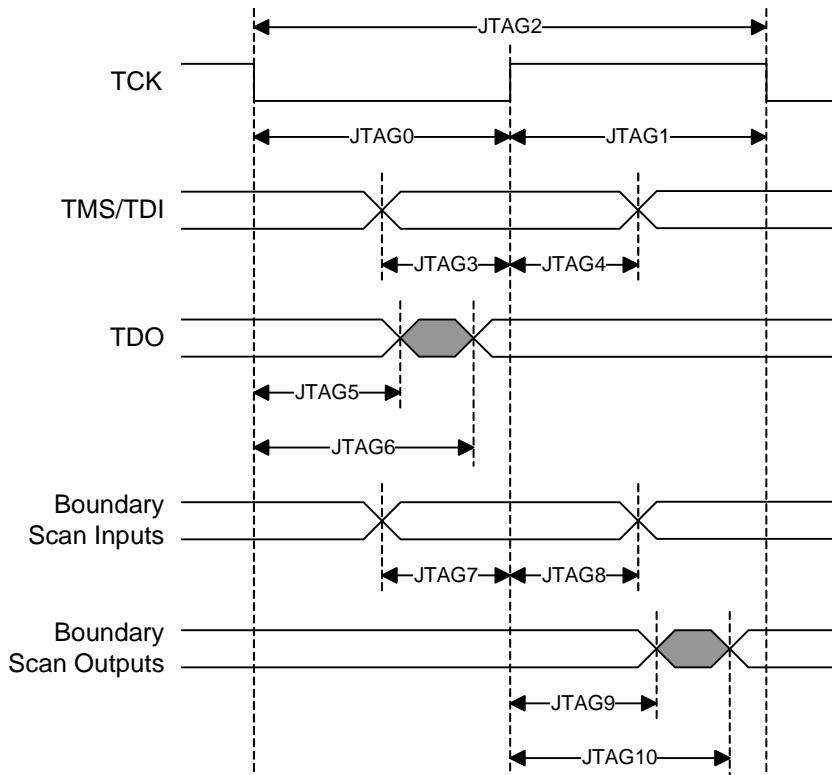 JTAG2
TCK
JTAG0
JTAG1
TMS/TDI
JTAG3
JTAG4
TDO
JTAG5
JTAG6
Boundary
Scan Inputs
JTAG7
JTAG8
Boundary
Scan Outputs
JTAG9
JTAG10